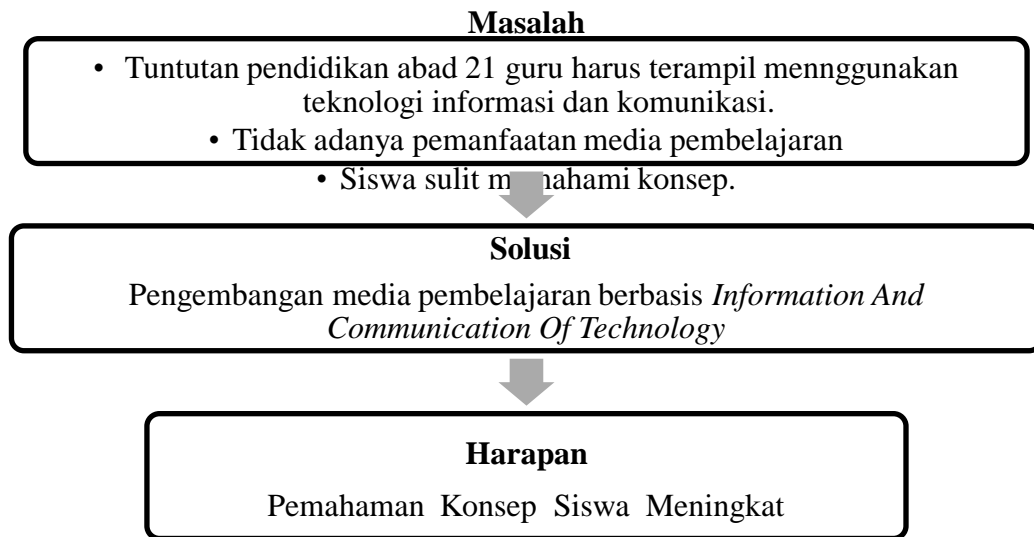 Masalah
• Tuntutan pendidikan abad 21 guru harus terampil mennggunakan
teknologi informasi dan komunikasi.
• Tidak adanya pemanfaatan media pembelajaran
• Siswa sulit memahami konsep.
Solusi
Pengembangan media pembelajaran berbasis Information And
Communication Of Technology
Harapan
Pemahaman Konsep Siswa Meningkat